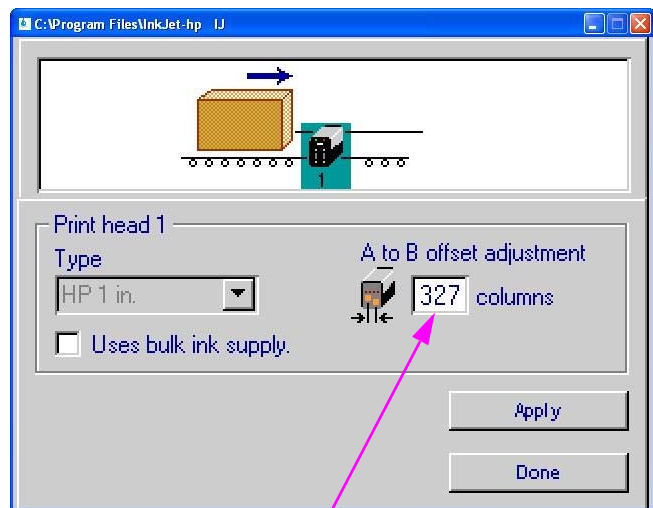 C:\Program Files\InkJet-hp IJ
1
Print head 1
Type
A to B offset adjustment
HP 1 in.
327 columns
Uses bulk ink supply.
Apply
Done